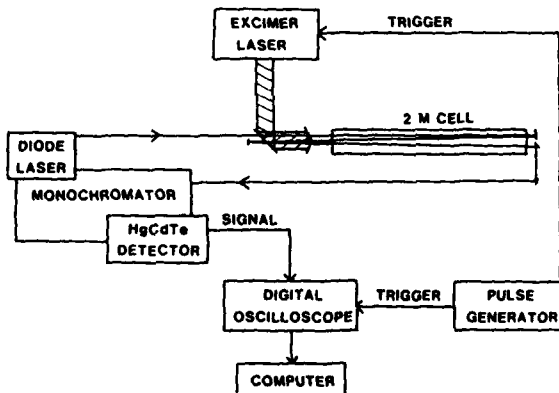 EXCIMER
LASER
TRIGGER
2 M CELL
DIODE
LASER
MONOCHROMATOR
HgCdTe
DETECTOR
SIGNAL
DIGITAL
OSCILLOSCOPE
TRIGGER
PULSE
GENERATOR
COMPUTER